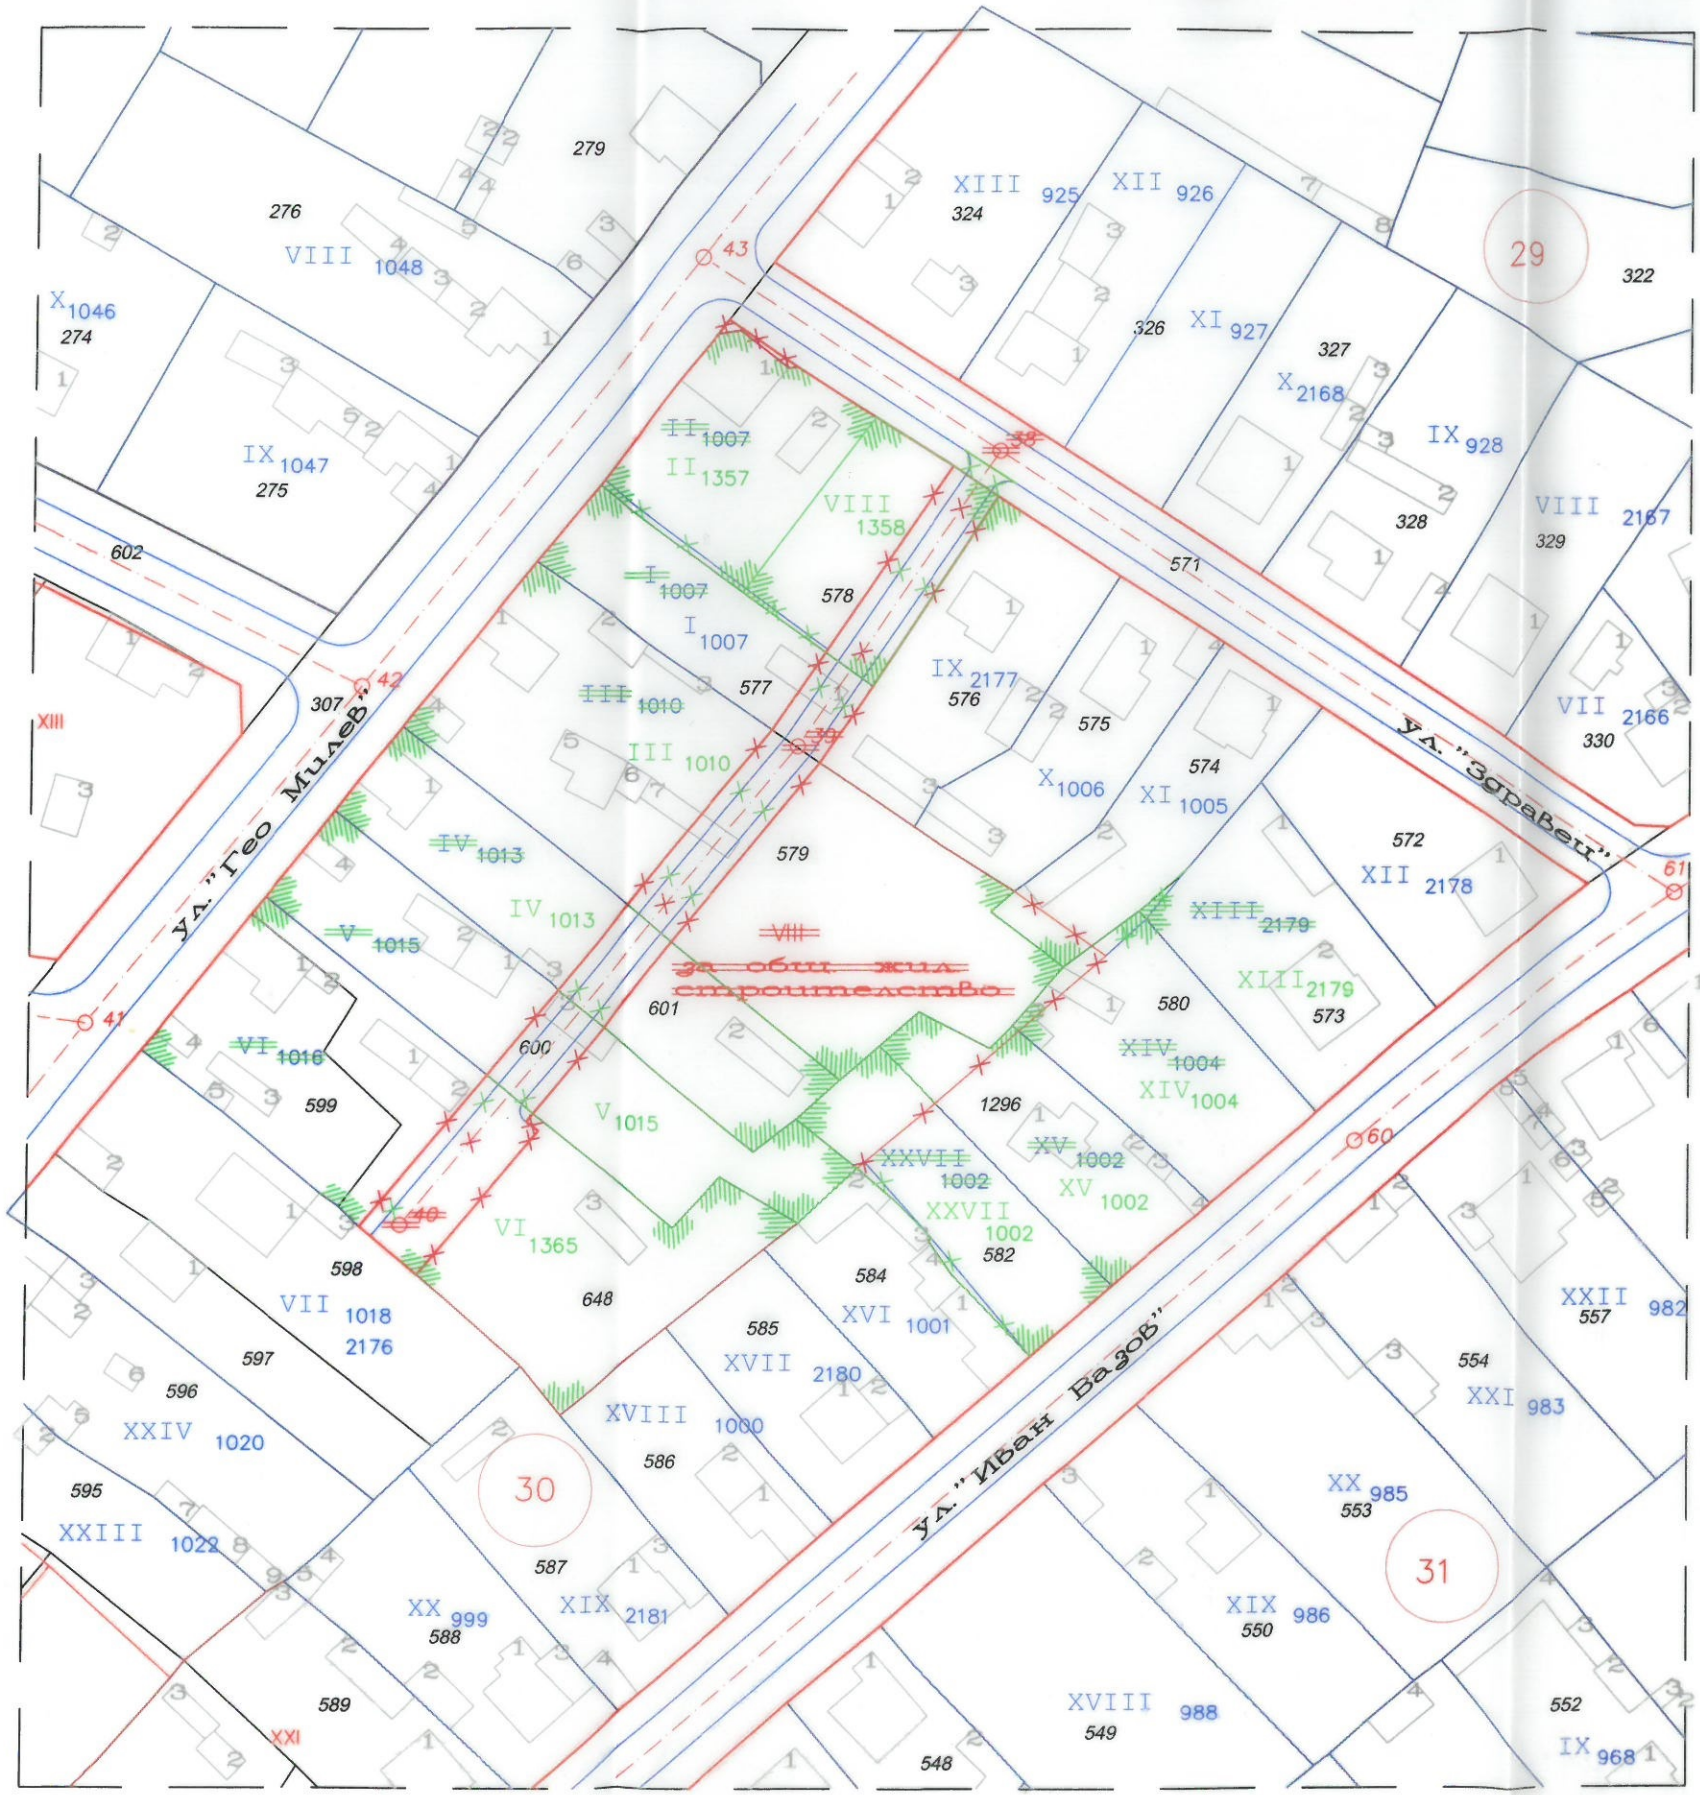 279
276
VIII 1048
X 1046
274
IX 1047
275
602
43
XIII 925
324
XII 926
326
XI 927
327
X 2168
IX 928
328
29
322
VIII 2167
329
VII 2166
330
571
38
II 1007
II 1357
VIII 1358
578
I 1007
I 1007
577
III 1010
III 1010
39
IX 2177
576
575
X 1006
574
XI 1005
572
XII 2178
ул. "Здравец"
61
42
307
XIII
ул. "Гео Милев"
41
579
IV 1013
IV 1013
V 1015
VIII
за общ жил.
строителство
601
600
XIII 2179
XIII 2179
573
580
XIV 1004
XIV 1004
VI 1016
599
V 1015
1296
XV 1002
XV 1002
60
XXVII 1002
XXVII 1002
582
40
VI 1365
648
598
VII 1018
2176
597
596
XXIV 1020
595
XXIII 1022
584
XVI 1001
585
XVII 2180
XVIII 1000
586
30
587
XIX 2181
XX 999
588
589
XXI
ул. "Иван Вазов"
XXII 982
557
554
XXI 983
XX 985
553
31
XIX 986
550
XVIII 988
549
548
552
IX 968